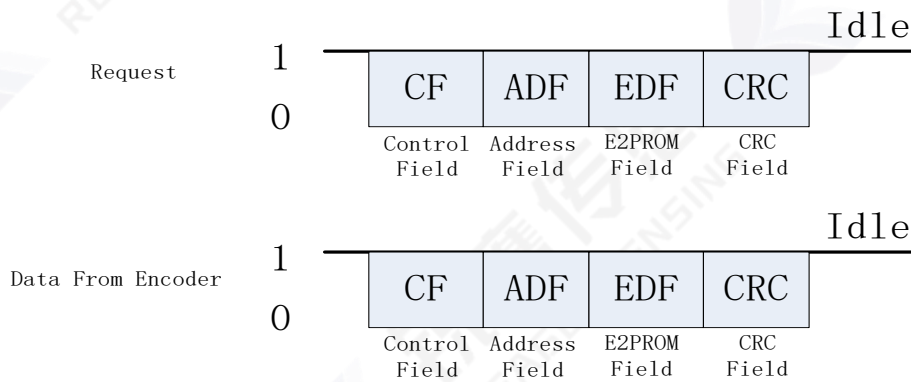 Idle
Request
1
0
CF ADF EDF CRC
Control Address E2PROM CRC
Field Field Field Field
Idle
Data From Encoder
1
0
CF ADF EDF CRC
Control Address E2PROM CRC
Field Field Field Field